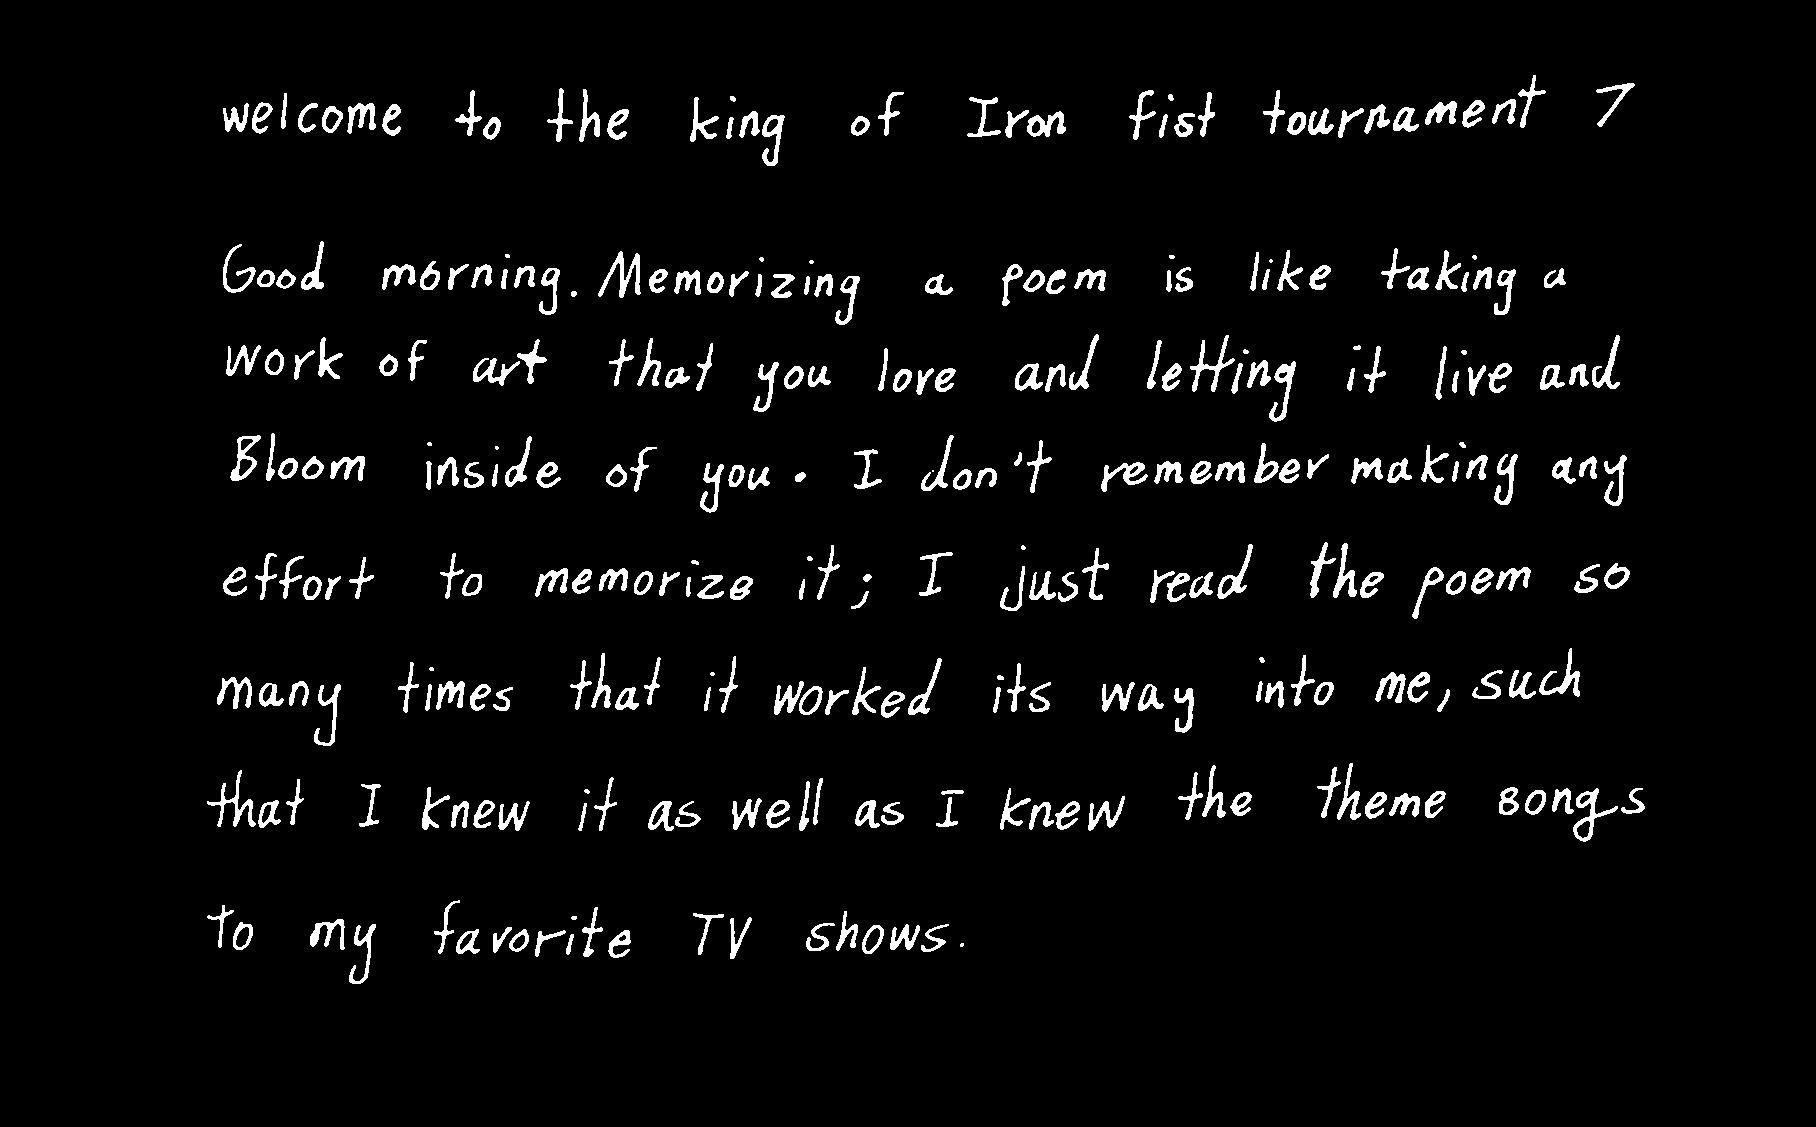 welcome to the king of Iron fist tournament 7
Good morning. Memorizing a poem is like taking a
work of art that you love and letting it live and
Bloom inside of you. I don't remember making any
effort to memorize it; I just read the poem so
many times that it worked its way into me, such
that I knew it as well as I knew the theme songs
to my favorite TV shows.